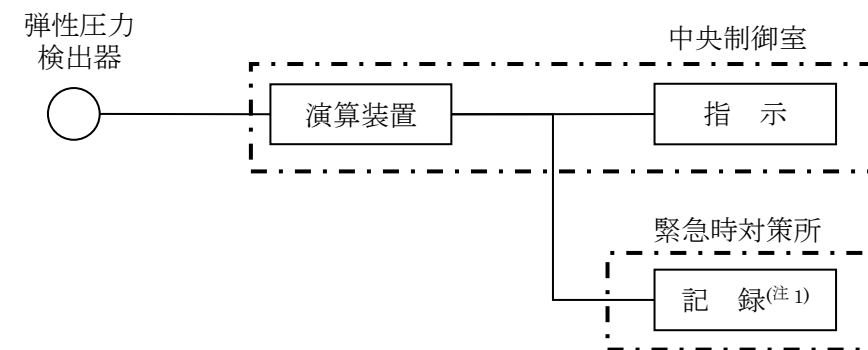 弾性圧力
検出器
中央制御室
演算装置
指　示
緊急時対策所
記　録(注 1)